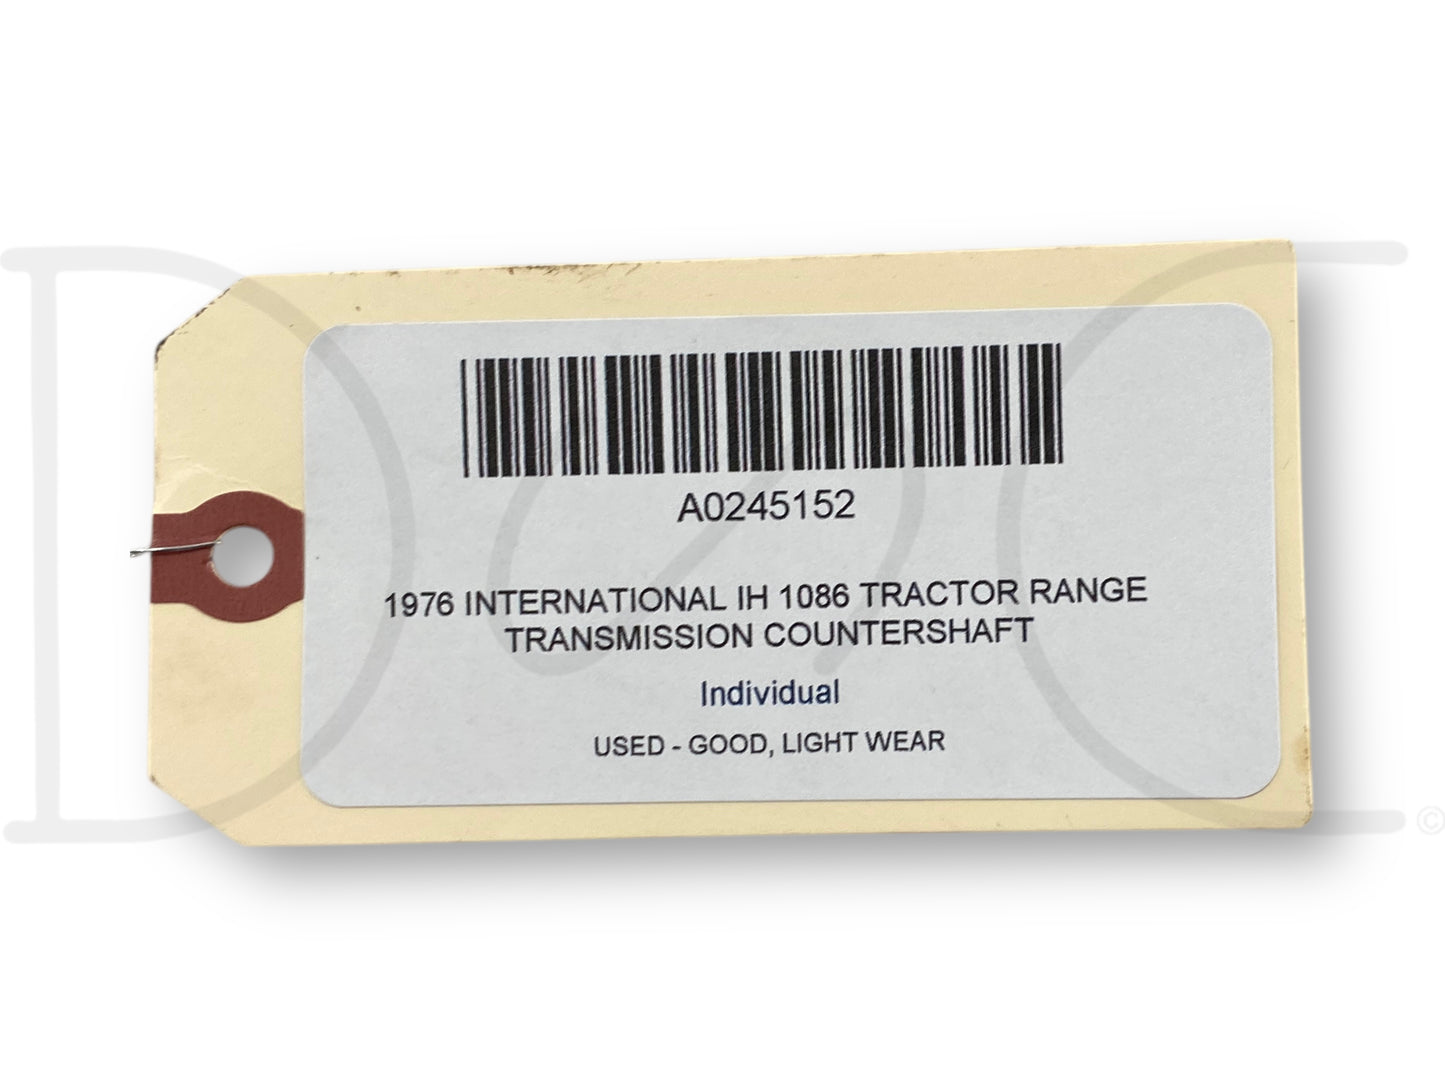 A0245152
1976 INTERNATIONAL IH 1086 TRACTOR RANGE
TRANSMISSION COUNTERSHAFT
Individual
USED - GOOD, LIGHT WEAR
©